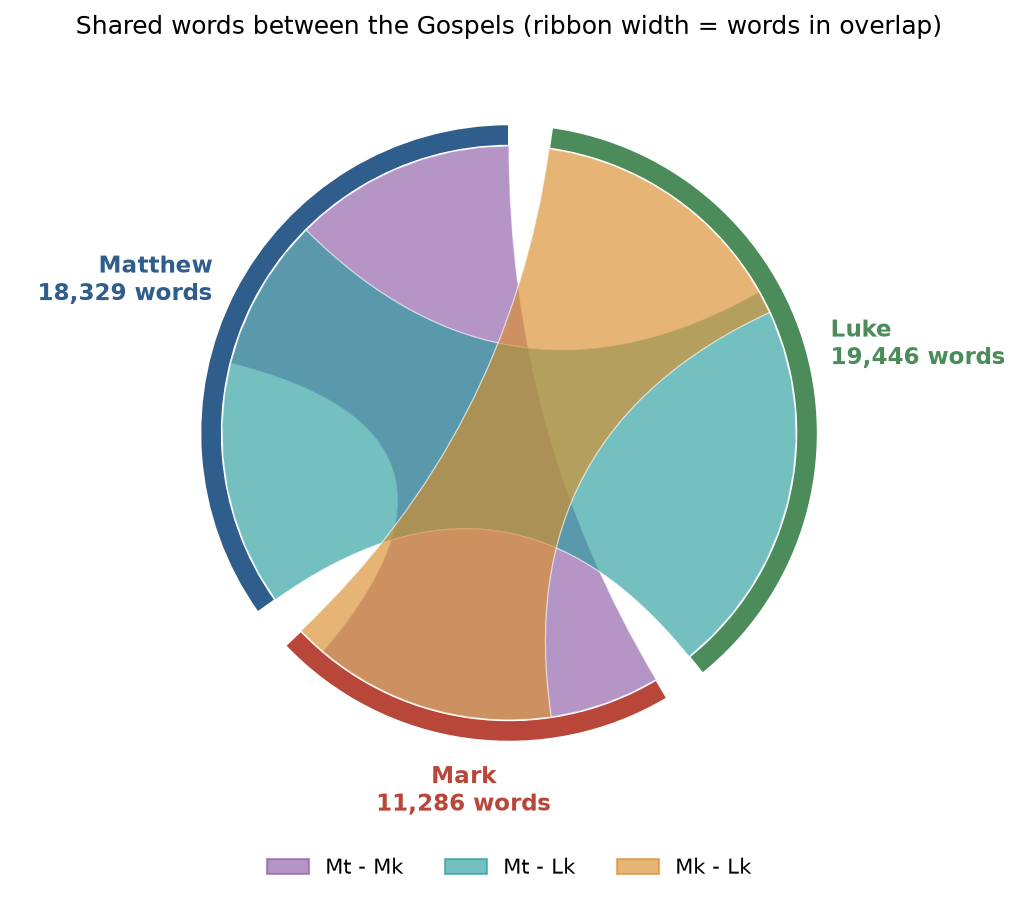 Shared words between the Gospels (ribbon width = words in overlap)
Matthew
18,329 words
Luke
19,446 words
Mark
11,286 words
Mt - Mk
Mt - Lk
Mk - Lk